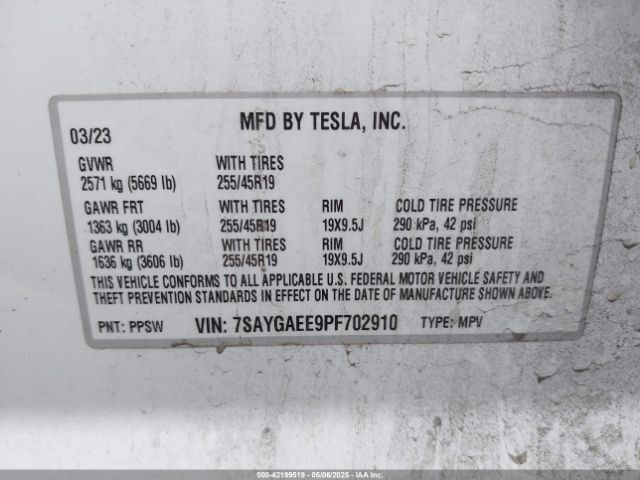 MFD BY TESLA, INC.
03/23
GVWR WITH TIRES
2571 kg (5669 lb) 255/45R19
GAWR FRT WITH TIRES RIM COLD TIRE PRESSURE
1363 kg (3004 lb) 255/45R19 19X9.5J 290 kPa, 42 psi
GAWR RR WITH TIRES RIM COLD TIRE PRESSURE
1636 kg (3606 lb) 255/45R19 19X9.5J 290 kPa, 42 psi
THIS VEHICLE CONFORMS TO ALL APPLICABLE U.S. FEDERAL MOTOR VEHICLE SAFETY AND
THEFT PREVENTION STANDARDS IN EFFECT ON THE DATE OF MANUFACTURE SHOWN ABOVE.
PNT: PPSW VIN: 7SAYGAEE9PF702910 TYPE: MPV
000-42199519 - 05/06/2025 - IAAI.COM